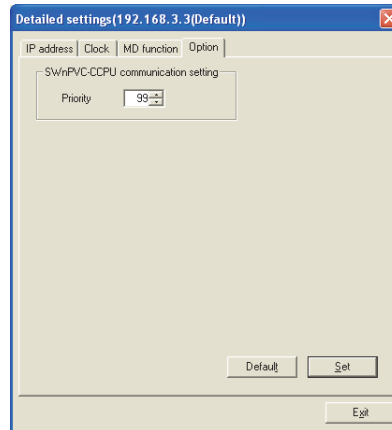 Detailed settings(192.168.3.3(Default))
IP address Clock MD function Option
SWnPVC-CCPU communication setting
Priority 99
Default Set
Exit